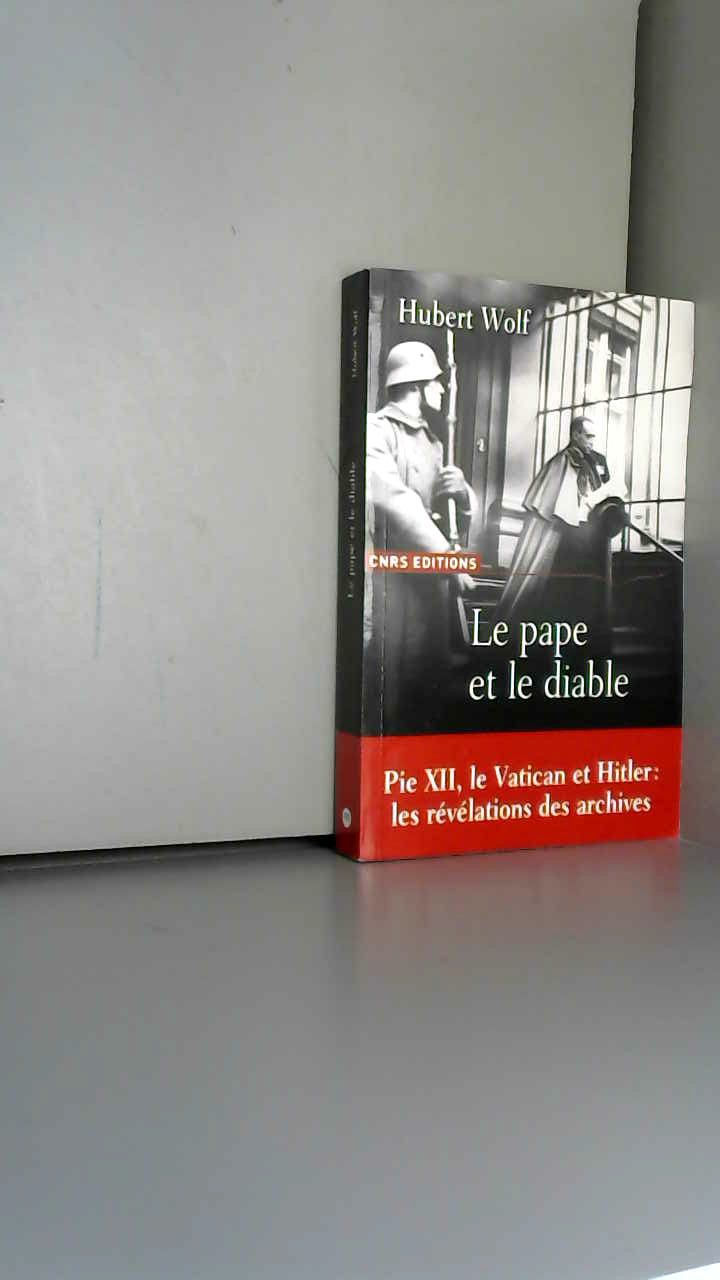 Hubert Wolf
CNRS EDITIONS
Le pape
et le diable
Pie XII, le Vatican et Hitler :
les révélations des archives
Hubert Wolf
Le pape et le diable